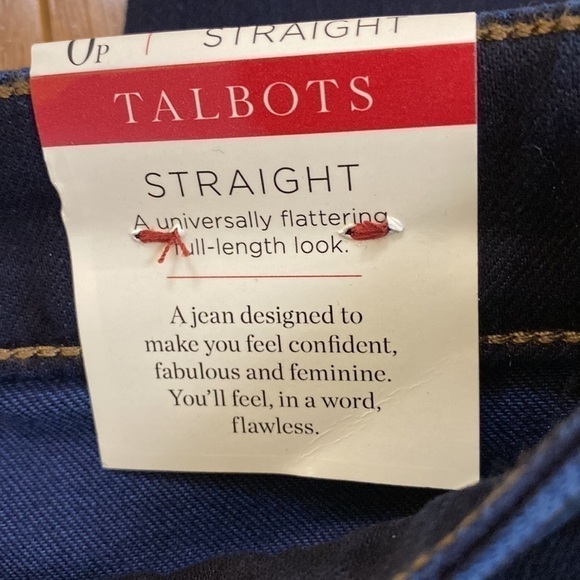 0P / STRAIGHT
TALBOTS
STRAIGHT
A universally flattering
full-length look.
A jean designed to
make you feel confident,
fabulous and feminine.
You'll feel, in a word,
flawless.